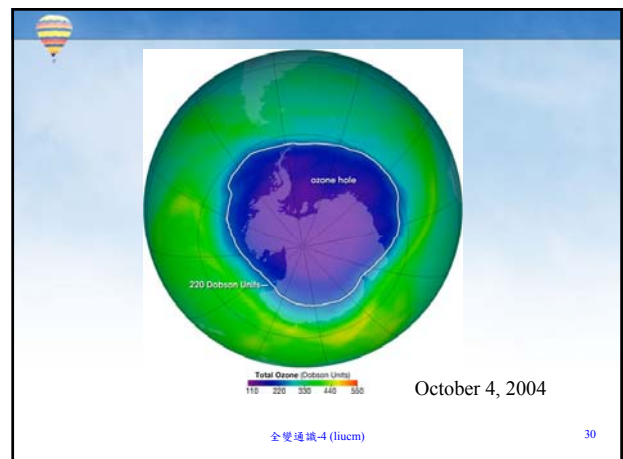 ozone hole
220 Dobson Units
Total Ozone (Dobson Units)
110 220 330 440 550
October 4, 2004
全變通識-4 (liucm)
30